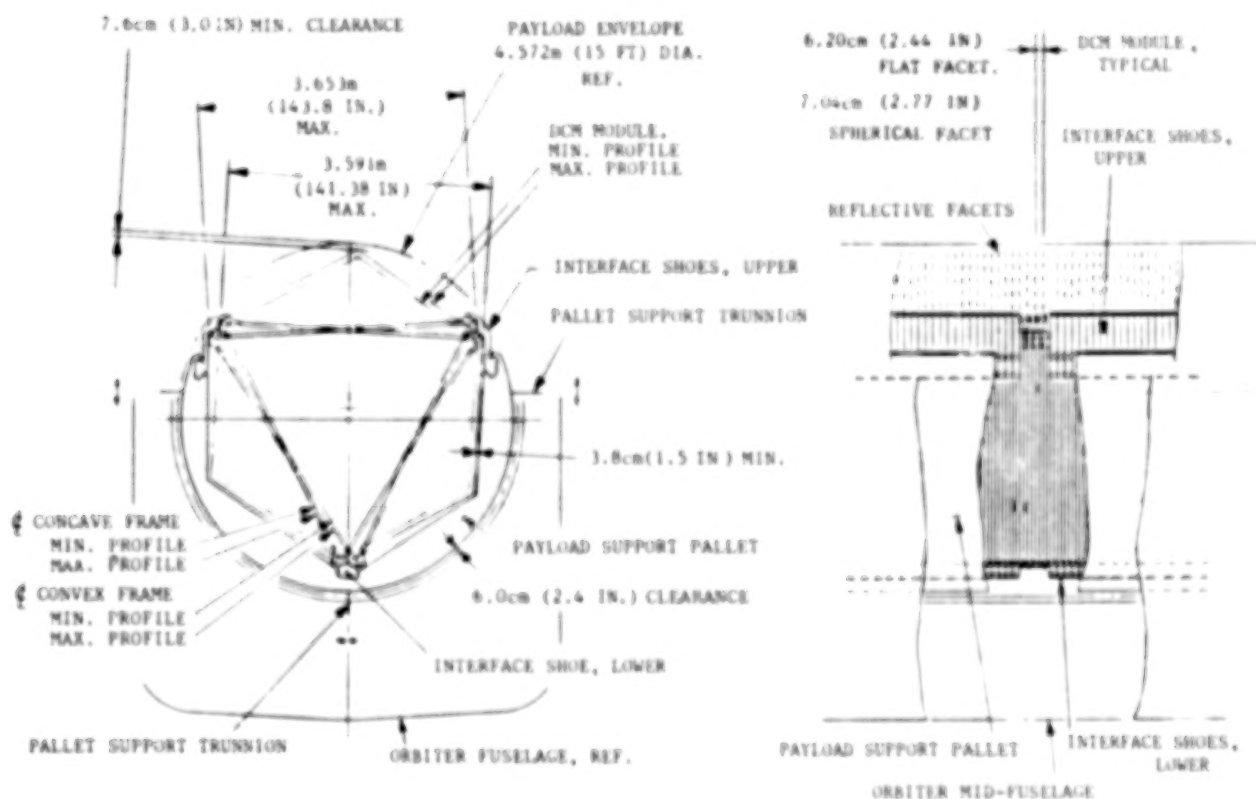 7.6cm (3.0 IN) MIN. CLEARANCE
PAYLOAD ENVELOPE
4.572m (15 FT) DIA.
REF.
3.653m
(143.8 IN.)
MAX.
DCM MODULE,
MIN. PROFILE
MAX. PROFILE
3.591m
(141.38 IN)
MAX.
INTERFACE SHOES, UPPER
PALLET SUPPORT TRUNNION
3.8cm(1.5 IN) MIN.
₵ CONCAVE FRAME
MIN. PROFILE
MAX. PROFILE
₵ CONVEX FRAME
MIN. PROFILE
MAX. PROFILE
PAYLOAD SUPPORT PALLET
6.0cm (2.4 IN.) CLEARANCE
INTERFACE SHOE, LOWER
PALLET SUPPORT TRUNNION
ORBITER FUSELAGE, REF.
6.20cm (2.44 IN)
FLAT FACET.
7.04cm (2.77 IN)
SPHERICAL FACET
DCM MODULE,
TYPICAL
INTERFACE SHOES,
UPPER
REFLECTIVE FACETS
PAYLOAD SUPPORT PALLET
INTERFACE SHOES,
LOWER
ORBITER MID-FUSELAGE